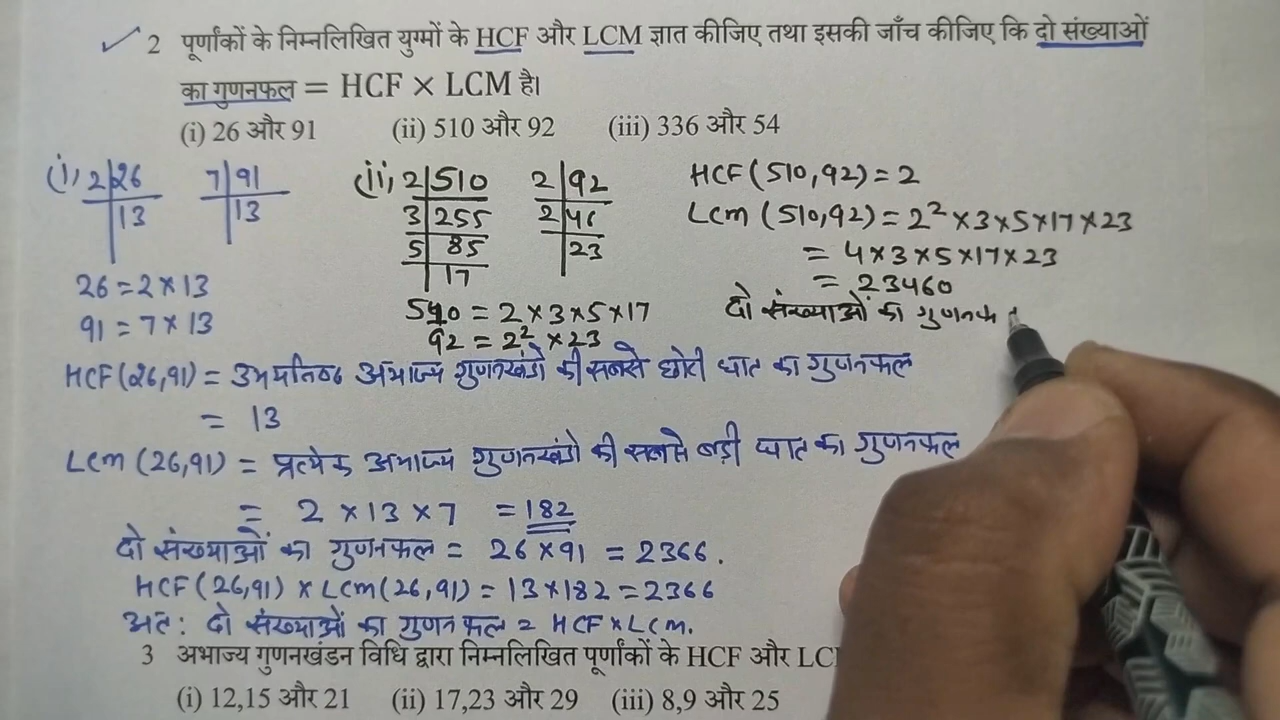 2 पूर्णांकों के निम्नलिखित युग्मों के HCF और LCM ज्ञात कीजिए तथा इसकी जाँच कीजिए कि दो संख्याओं
का गुणनफल = HCF × LCM है।
(i) 26 और 91 (ii) 510 और 92 (iii) 336 और 54
(i) 2 26 7 91
13 13
26 = 2 × 13
91 = 7 × 13
(ii) 2 510 2 92
3 255 2 46
5 85 23
17
510 = 2 × 3 × 5 × 17
92 = 2² × 23
HCF (510,92) = 2
LCM (510,92) = 2² × 3 × 5 × 17 × 23
= 4 × 3 × 5 × 17 × 23
= 23460
दो संख्याओं का गुणनफ
HCF (26,91) = उभयनिष्ठ अभाज्य गुणनखंडो की सबसे छोटी घात का गुणनफल
= 13
LCM (26,91) = प्रत्येक अभाज्य गुणनखंडो की सबसे बड़ी घात का गुणनफल
= 2 × 13 × 7 = 182
दो संख्याओं का गुणनफल = 26 × 91 = 2366.
HCF (26,91) × LCM (26,91) = 13 × 182 = 2366
अत: दो संख्याओं का गुणनफल = HCF × LCM.
3 अभाज्य गुणनखंडन विधि द्वारा निम्नलिखित पूर्णांकों के HCF और LC
(i) 12,15 और 21 (ii) 17,23 और 29 (iii) 8,9 और 25